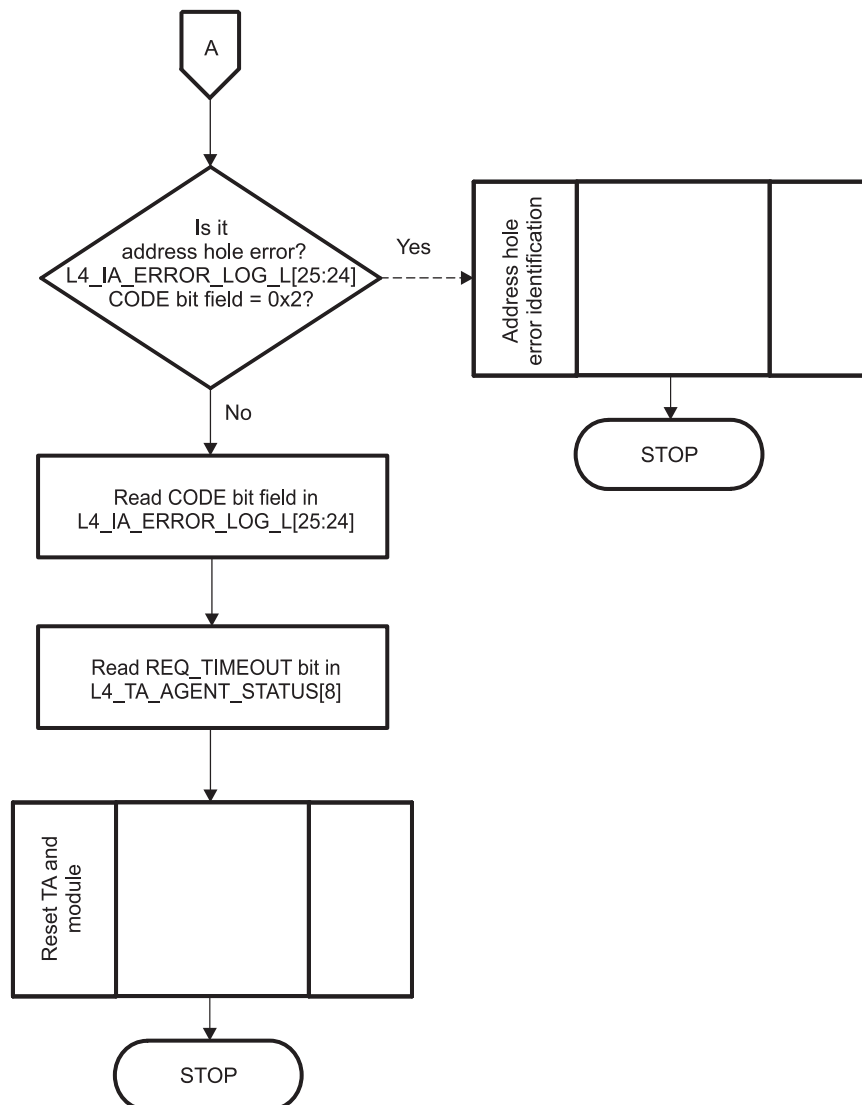 A
Is it
address hole error?
L4_IA_ERROR_LOG_L[25:24]
CODE bit field = 0x2?
Yes
Address hole
error identification
No
STOP
Read CODE bit field in
L4_IA_ERROR_LOG_L[25:24]
Read REQ_TIMEOUT bit in
L4_TA_AGENT_STATUS[8]
Reset TA and
module
STOP